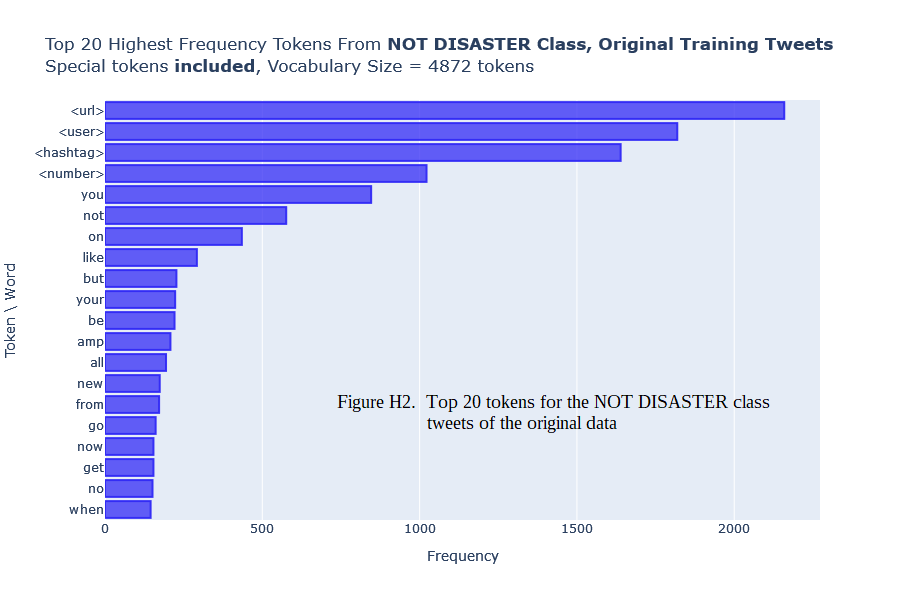 Top 20 Highest Frequency Tokens From NOT DISASTER Class, Original Training Tweets
Special tokens included, Vocabulary Size = 4872 tokens
<url>
<user>
<hashtag>
<number>
you
not
on
like
but
your
be
amp
all
new
from
go
now
get
no
when
Token \ Word
Figure H2.  Top 20 tokens for the NOT DISASTER class
tweets of the original data
0 500 1000 1500 2000
Frequency